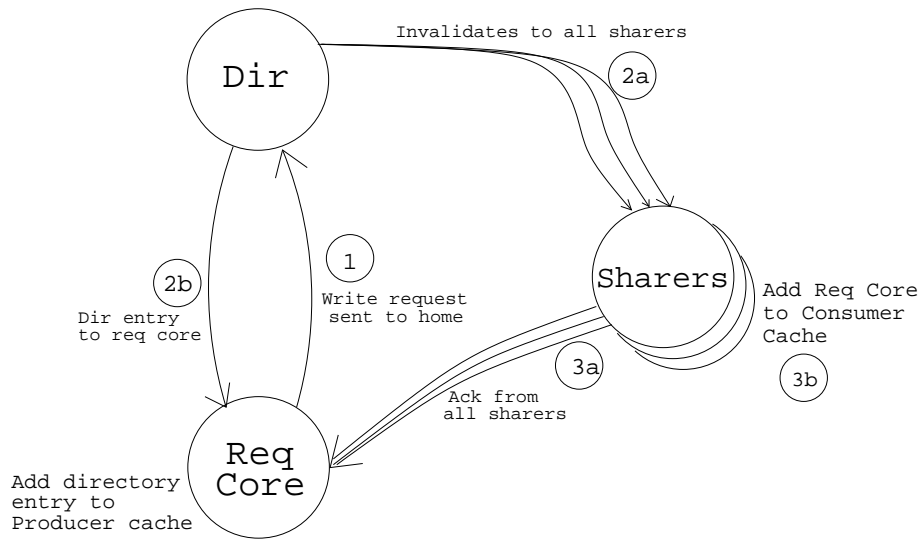 Invalidates to all sharers
Dir
2a
2b
1
Dir entry
to req core
Write request
sent to home
Sharers
Add Req Core
to Consumer
Cache
3b
3a
Ack from
all sharers
Req
Core
Add directory
entry to
Producer cache